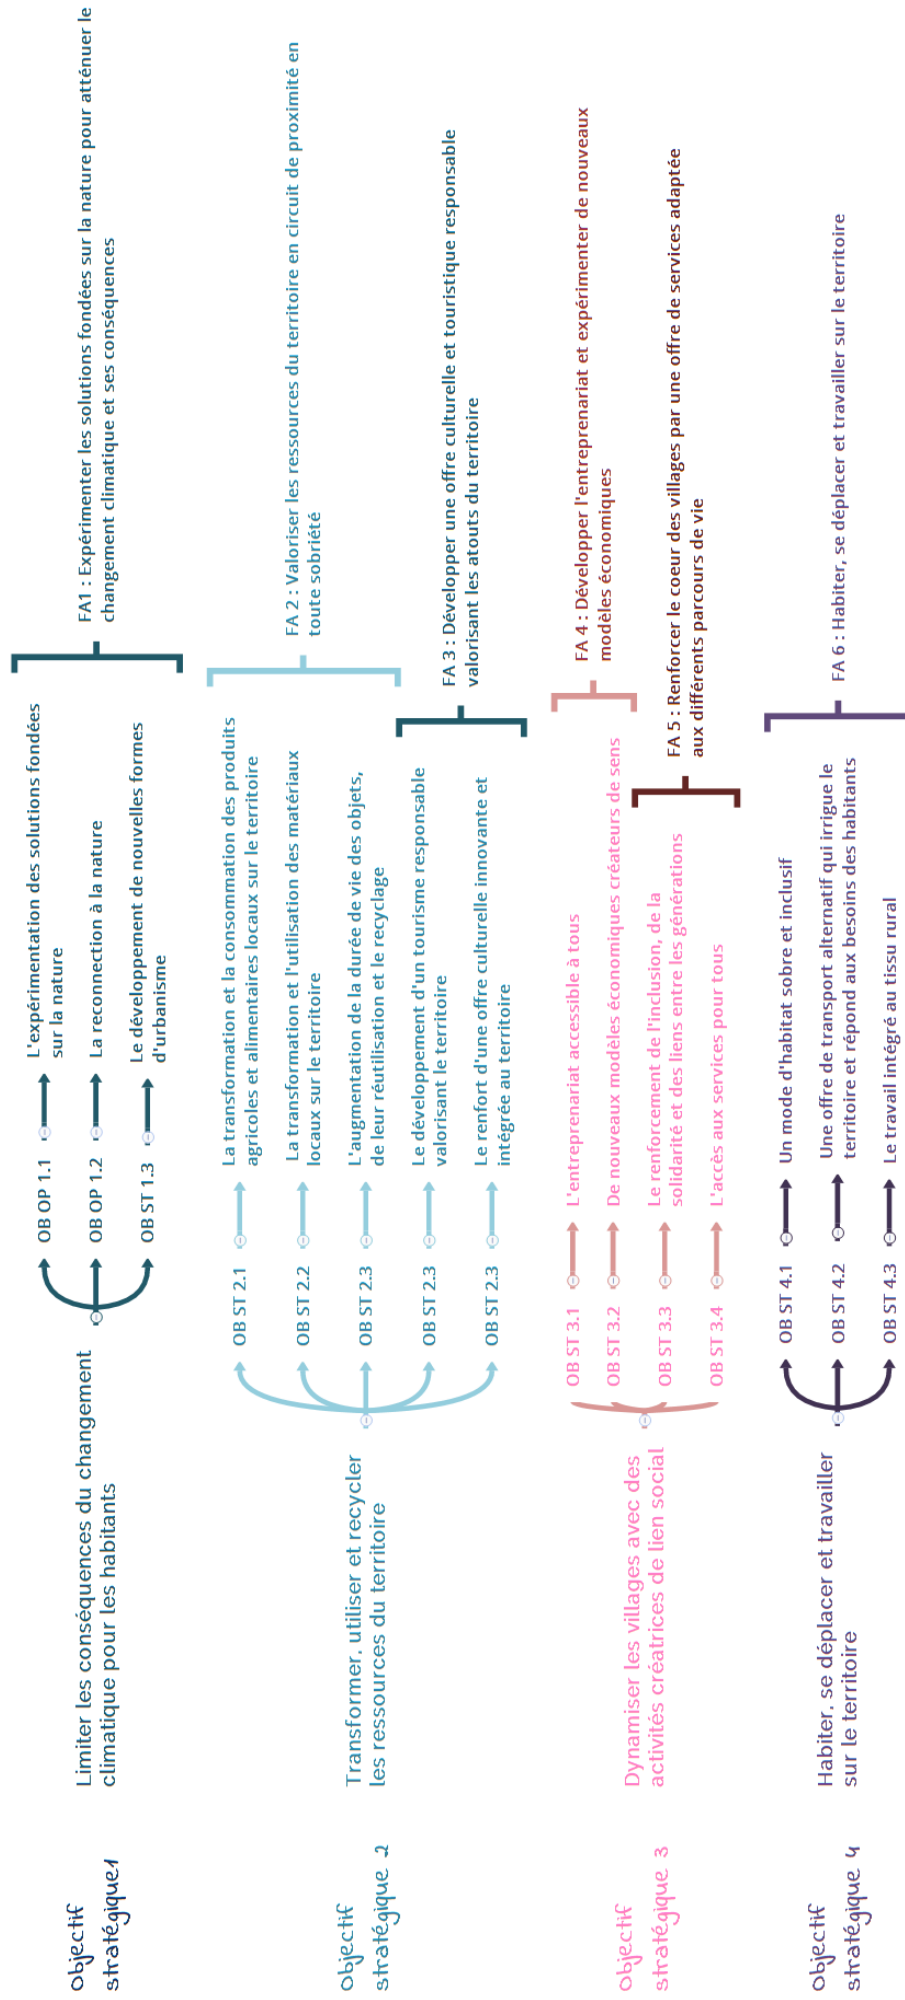 Objectif
stratégique1
Limiter les conséquences du changement
climatique pour les habitants
OB OP 1.1
L'expérimentation des solutions fondées
sur la nature
OB OP 1.2
La reconnection à la nature
OB ST 1.3
Le développement de nouvelles formes
d'urbanisme
FA1 : Expérimenter les solutions fondées sur la nature pour atténuer le
changement climatique et ses conséquences
Objectif
stratégique 2
Transformer, utiliser et recycler
les ressources du territoire
OB ST 2.1
La transformation et la consommation des produits
agricoles et alimentaires locaux sur le territoire
OB ST 2.2
La transformation et l'utilisation des matériaux
locaux sur le territoire
OB ST 2.3
L'augmentation de la durée de vie des objets,
de leur réutilisation et le recyclage
OB ST 2.3
Le développement d'un tourisme responsable
valorisant le territoire
OB ST 2.3
Le renfort d'une offre culturelle innovante et
intégrée au territoire
FA 2 : Valoriser les ressources du territoire en circuit de proximité en
toute sobriété
FA 3 : Développer une offre culturelle et touristique responsable
valorisant les atouts du territoire
Objectif
stratégique 3
Dynamiser les villages avec des
activités créatrices de lien social
OB ST 3.1
L'entreprenariat accessible à tous
OB ST 3.2
De nouveaux modèles économiques créateurs de sens
OB ST 3.3
Le renforcement de l'inclusion, de la
solidarité et des liens entre les générations
OB ST 3.4
L'accès aux services pour tous
FA 4 : Développer l'entreprenariat et expérimenter de nouveaux
modèles économiques
FA 5 : Renforcer le coeur des villages par une offre de services adaptée
aux différents parcours de vie
Objectif
stratégique 4
Habiter, se déplacer et travailler
sur le territoire
OB ST 4.1
Un mode d'habitat sobre et inclusif
OB ST 4.2
Une offre de transport alternatif qui irrigue le
territoire et répond aux besoins des habitants
OB ST 4.3
Le travail intégré au tissu rural
FA 6 : Habiter, se déplacer et travailler sur le territoire